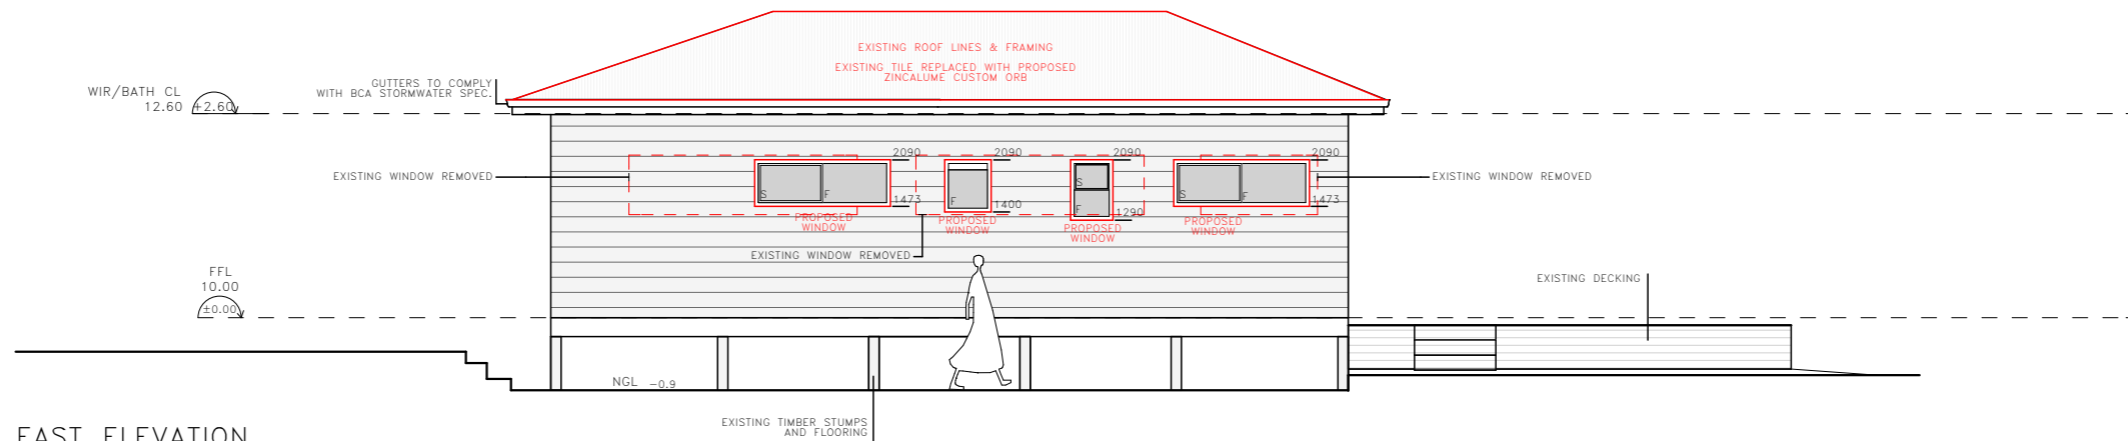 EXISTING ROOF LINES & FRAMING
EXISTING TILE REPLACED WITH PROPOSED
ZINCALUME CUSTOM ORB
GUTTERS TO COMPLY
WITH BCA STORMWATER SPEC.
WIR/BATH CL
12.60
+2.60
2090
2090
2090
2090
EXISTING WINDOW REMOVED
EXISTING WINDOW REMOVED
S
F
F
S
F
S
F
1473
1400
1290
1473
PROPOSED
WINDOW
PROPOSED
WINDOW
PROPOSED
WINDOW
PROPOSED
WINDOW
EXISTING WINDOW REMOVED
FFL
10.00
±0.00
EXISTING DECKING
NGL -0.9
EXISTING TIMBER STUMPS
AND FLOORING
EAST ELEVATION